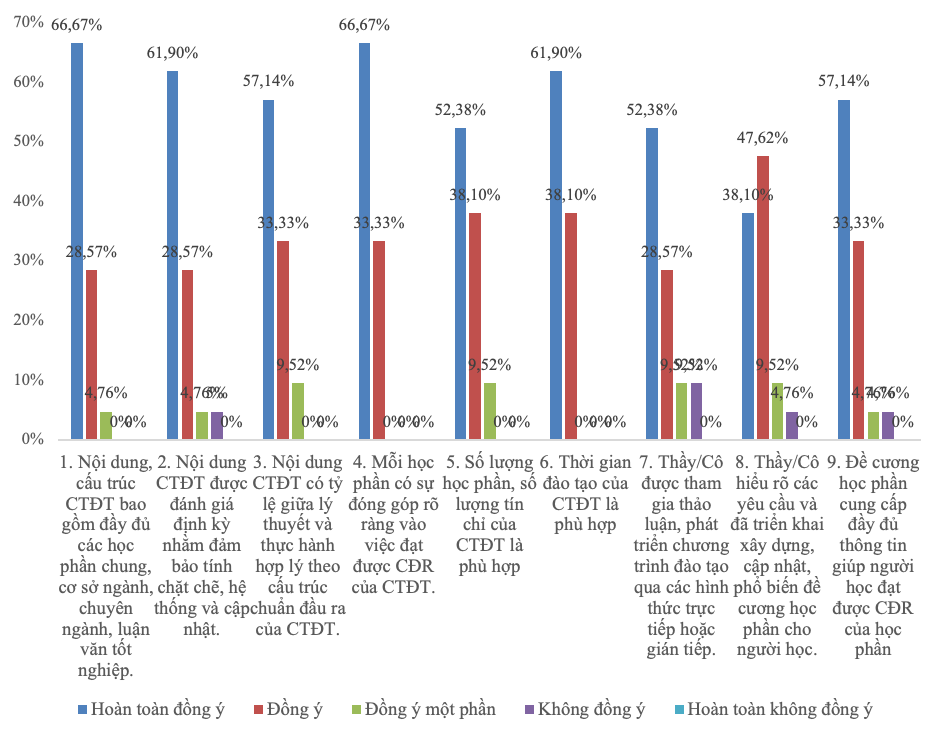 70%
60%
50%
40%
30%
20%
10%
0%
66,67%
28,57%
4,76%
0%
0%
61,90%
28,57%
4,76%
5%
0%
57,14%
33,33%
9,52%
0%
0%
66,67%
33,33%
0%
0%
0%
52,38%
38,10%
9,52%
0%
0%
61,90%
38,10%
0%
0%
0%
52,38%
28,57%
9,52%
9,52%
0%
38,10%
47,62%
9,52%
4,76%
0%
57,14%
33,33%
4,76%
4,76%
0%
1. Nội dung,
cấu trúc
CTĐT bao
gồm đầy đủ
các học
phần chung,
cơ sở ngành,
chuyên
ngành, luận
văn tốt
nghiệp.
2. Nội dung
CTĐT được
đánh giá
định kỳ
nhằm đảm
bảo tính
chặt chẽ, hệ
thống và cập
nhật.
3. Nội dung
CTĐT có tỷ
lệ giữa lý
thuyết và
thực hành
hợp lý theo
cấu trúc
chuẩn đầu ra
của CTĐT.
4. Mỗi học
phần có sự
đóng góp rõ
ràng vào
việc đạt
được CĐR
của CTĐT.
5. Số lượng
học phần, số
lượng tín
chỉ của
CTĐT là
phù hợp
6. Thời gian
đào tạo của
CTĐT là
phù hợp
7. Thầy/Cô
được tham
gia thảo
luận, phát
triển chương
trình đào tạo
qua các hình
thức trực
tiếp hoặc
gián tiếp.
8. Thầy/Cô
hiểu rõ các
yêu cầu và
đã triển khai
xây dựng,
cập nhật,
phổ biến đề
cương học
phần cho
người học.
9. Đề cương
học phần
cung cấp
đầy đủ
thông tin
giúp người
học đạt
được CĐR
của học
phần
Hoàn toàn đồng ý
Đồng ý
Đồng ý một phần
Không đồng ý
Hoàn toàn không đồng ý